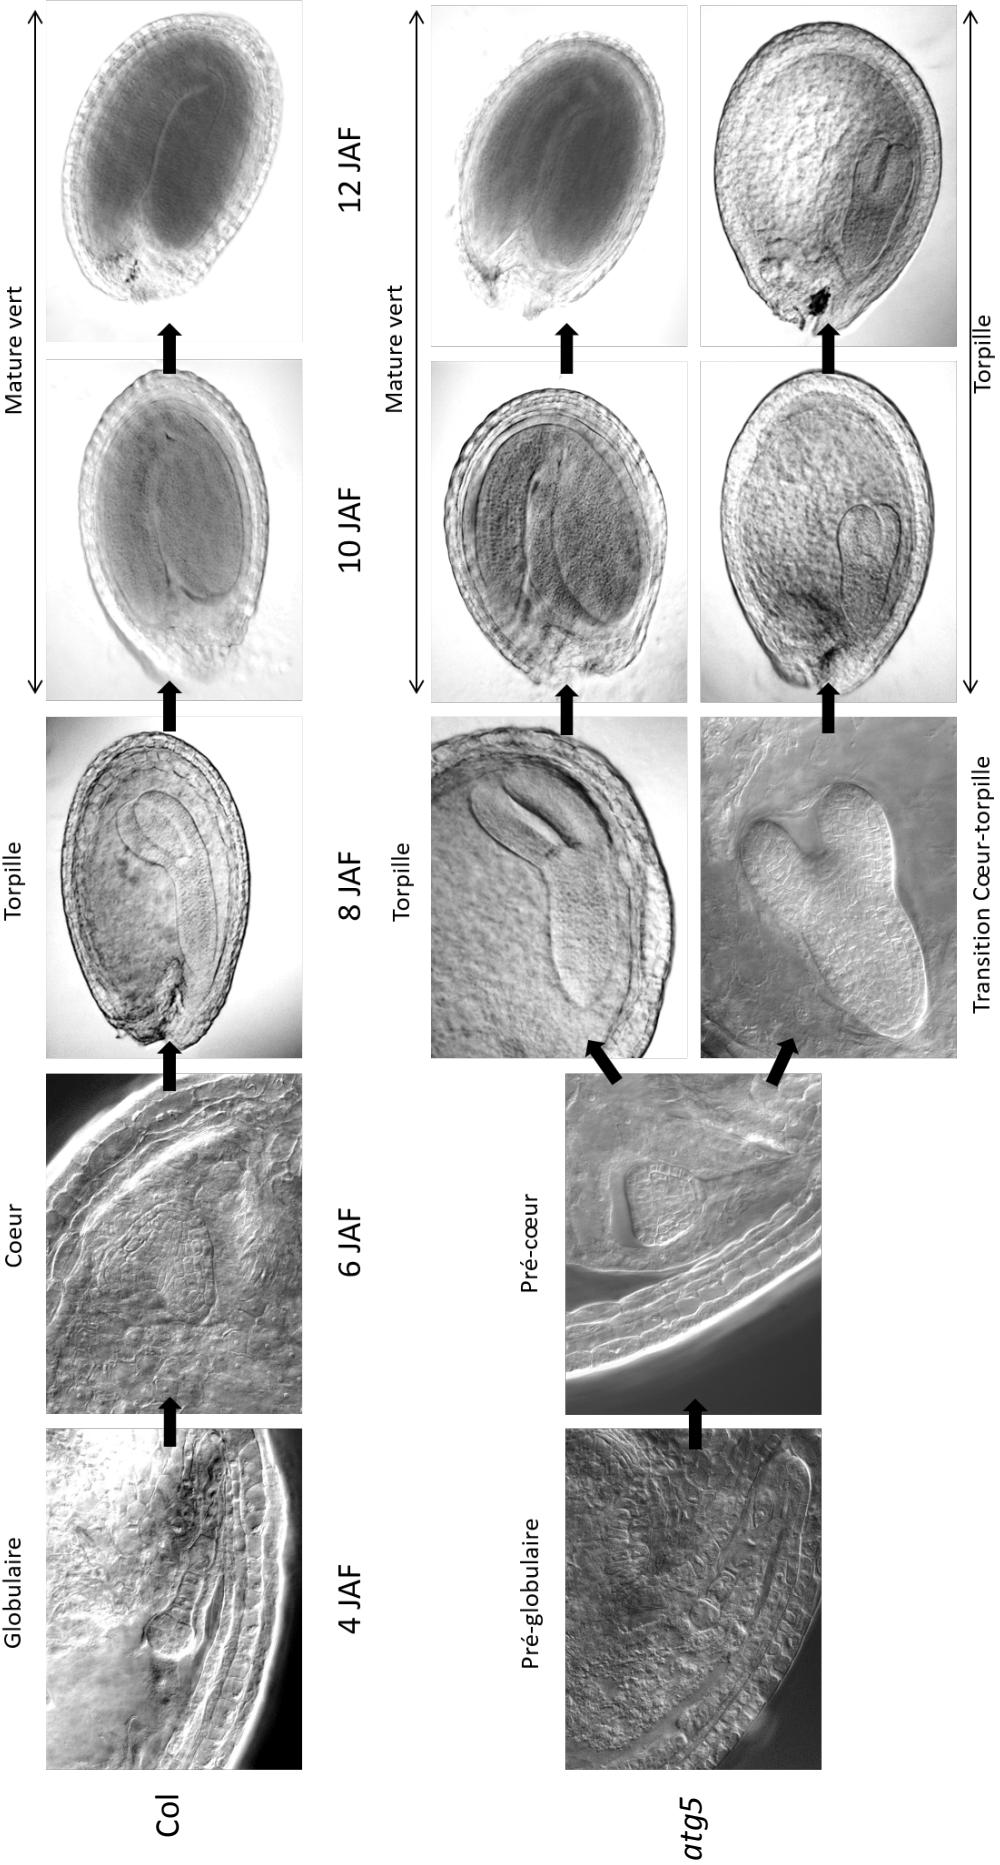 Globulaire
Coeur
Torpille
Mature vert
Col
4 JAF
6 JAF
8 JAF
10 JAF
12 JAF
Torpille
Mature vert
Pré-globulaire
Pré-cœur
atg5
Transition Cœur-torpille
Torpille